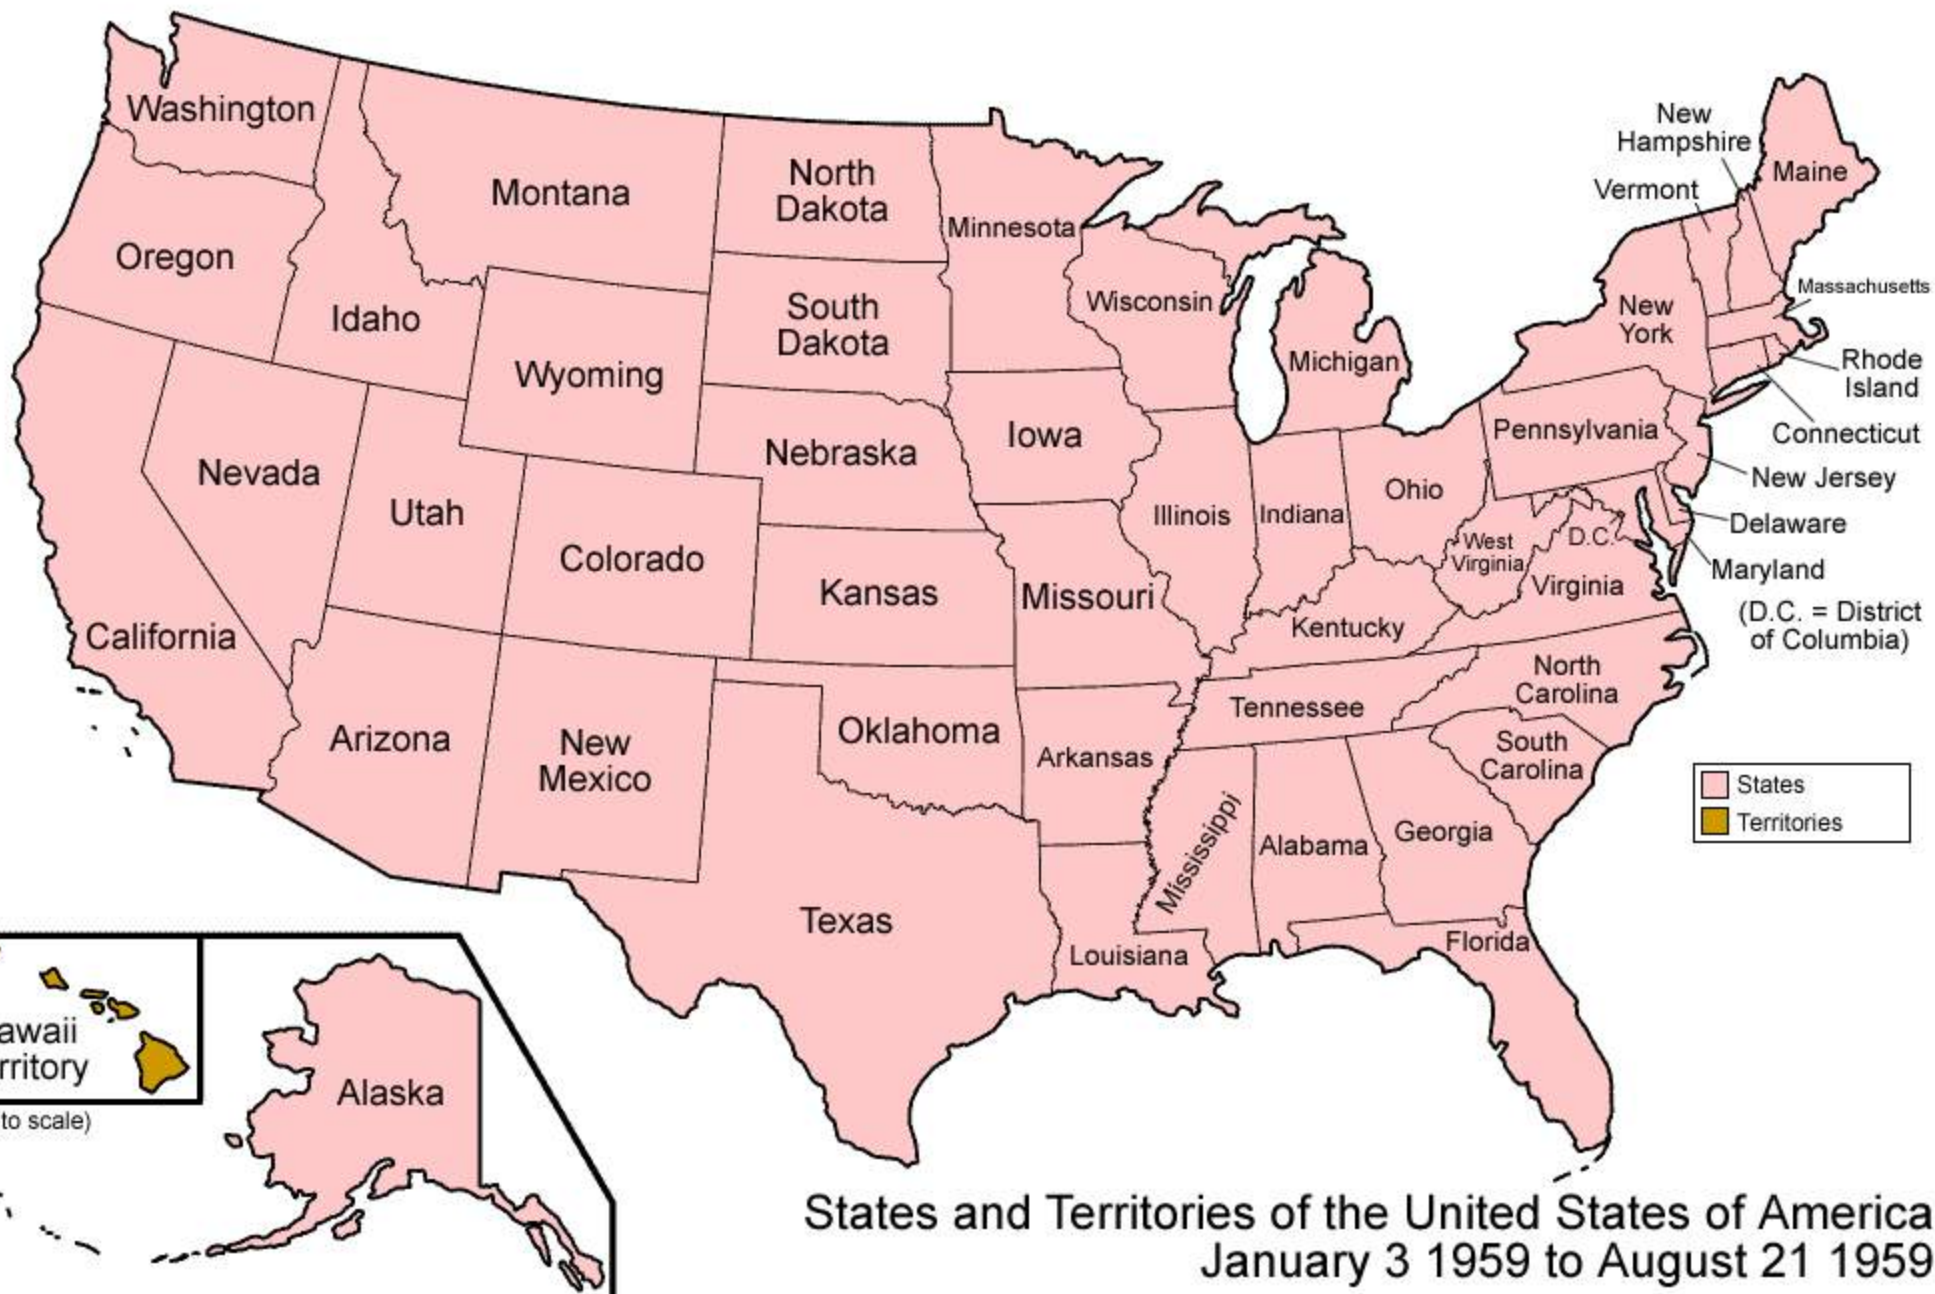 Washington
Montana
North
Dakota
Minnesota
New
Hampshire
Maine
Vermont
Oregon
Idaho
South
Dakota
Wisconsin
Michigan
New
York
Massachusetts
Rhode
Island
Wyoming
Nebraska
Iowa
Pennsylvania
Connecticut
New Jersey
Nevada
Utah
Colorado
Kansas
Missouri
Illinois
Indiana
Ohio
West
Virginia
D.C.
Virginia
Delaware
Maryland
(D.C. = District
of Columbia)
California
Kentucky
Arizona
New
Mexico
Oklahoma
Arkansas
Tennessee
North
Carolina
South
Carolina
States
Territories
Texas
Louisiana
Mississippi
Alabama
Georgia
Florida
awaii
rritory
to scale)
Alaska
States and Territories of the United States of America
January 3 1959 to August 21 1959